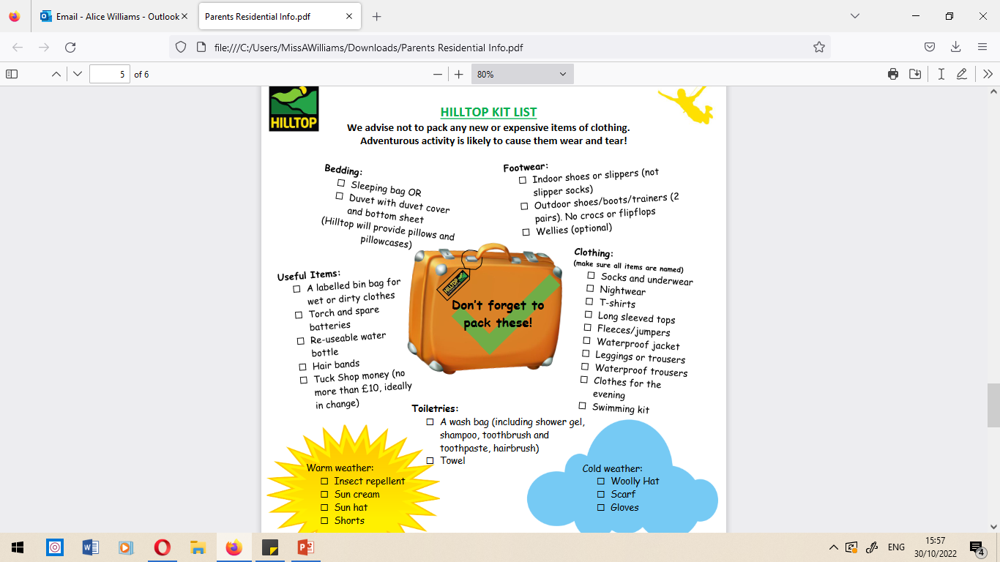 Email - Alice Williams - Outlook
Parents Residential Info.pdf
file:///C:/Users/MissAWilliams/Downloads/Parents Residential Info.pdf
5 of 6
80%
HILLTOP
HILLTOP KIT LIST
We advise not to pack any new or expensive items of clothing.
Adventurous activity is likely to cause them wear and tear!
Bedding:
Sleeping bag OR
Duvet with duvet cover
and bottom sheet
(Hilltop will provide pillows and
pillowcases)
Footwear:
Indoor shoes or slippers (not
slipper socks)
Outdoor shoes/boots/trainers (2
pairs). No crocs or flipflops
Wellies (optional)
Useful Items:
A labelled bin bag for
wet or dirty clothes
Torch and spare
batteries
Re-useable water
bottle
Hair bands
Tuck Shop money (no
more than £10, ideally
in change)
HILLTOP
Don't forget to
pack these!
Clothing:
(make sure all items are named)
Socks and underwear
Nightwear
T-shirts
Long sleeved tops
Fleeces/jumpers
Waterproof jacket
Leggings or trousers
Waterproof trousers
Clothes for the
evening
Swimming kit
Toiletries:
A wash bag (including shower gel,
shampoo, toothbrush and
toothpaste, hairbrush)
Towel
Warm weather:
Insect repellent
Sun cream
Sun hat
Shorts
Cold weather:
Woolly Hat
Scarf
Gloves
ENG
15:57
30/10/2022
4